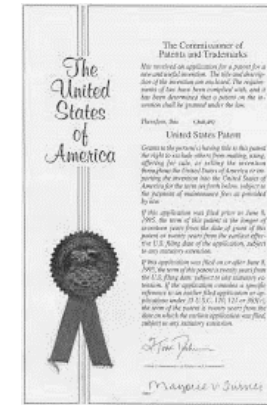 The
United
States
of
America
The Commissioner of
Patents and Trademarks
Has received an application for a patent for a
new and useful invention. The title and descrip-
tion of the invention are enclosed. The require-
ments of law have been complied with, and it
has been determined that a patent on the in-
vention shall be granted under the law.
Therefore, this
United States Patent
Grants to the person(s) having title to this patent
the right to exclude others from making, using,
offering for sale, or selling the invention
throughout the United States of America or im-
porting the invention into the United States of
America for the term set forth below, subject to
the payment of maintenance fees as provided
by law.
If this application was filed prior to June 8,
1995, the term of this patent is the longer of
seventeen years from the date of grant of this
patent or twenty years from the earliest effec-
tive U.S. filing date of the application, subject
to any statutory extension.
If this application was filed on or after June 8,
1995, the term of this patent is twenty years from
the U.S. filing date, subject to any statutory ex-
tension. If the application contains a specific
reference to an earlier filed application or ap-
plications under 35 U.S.C. 120, 121 or 365(c),
the term of the patent is twenty years from the
date on which the earliest application was filed,
subject to any statutory extension.
Marjorie V. Turner